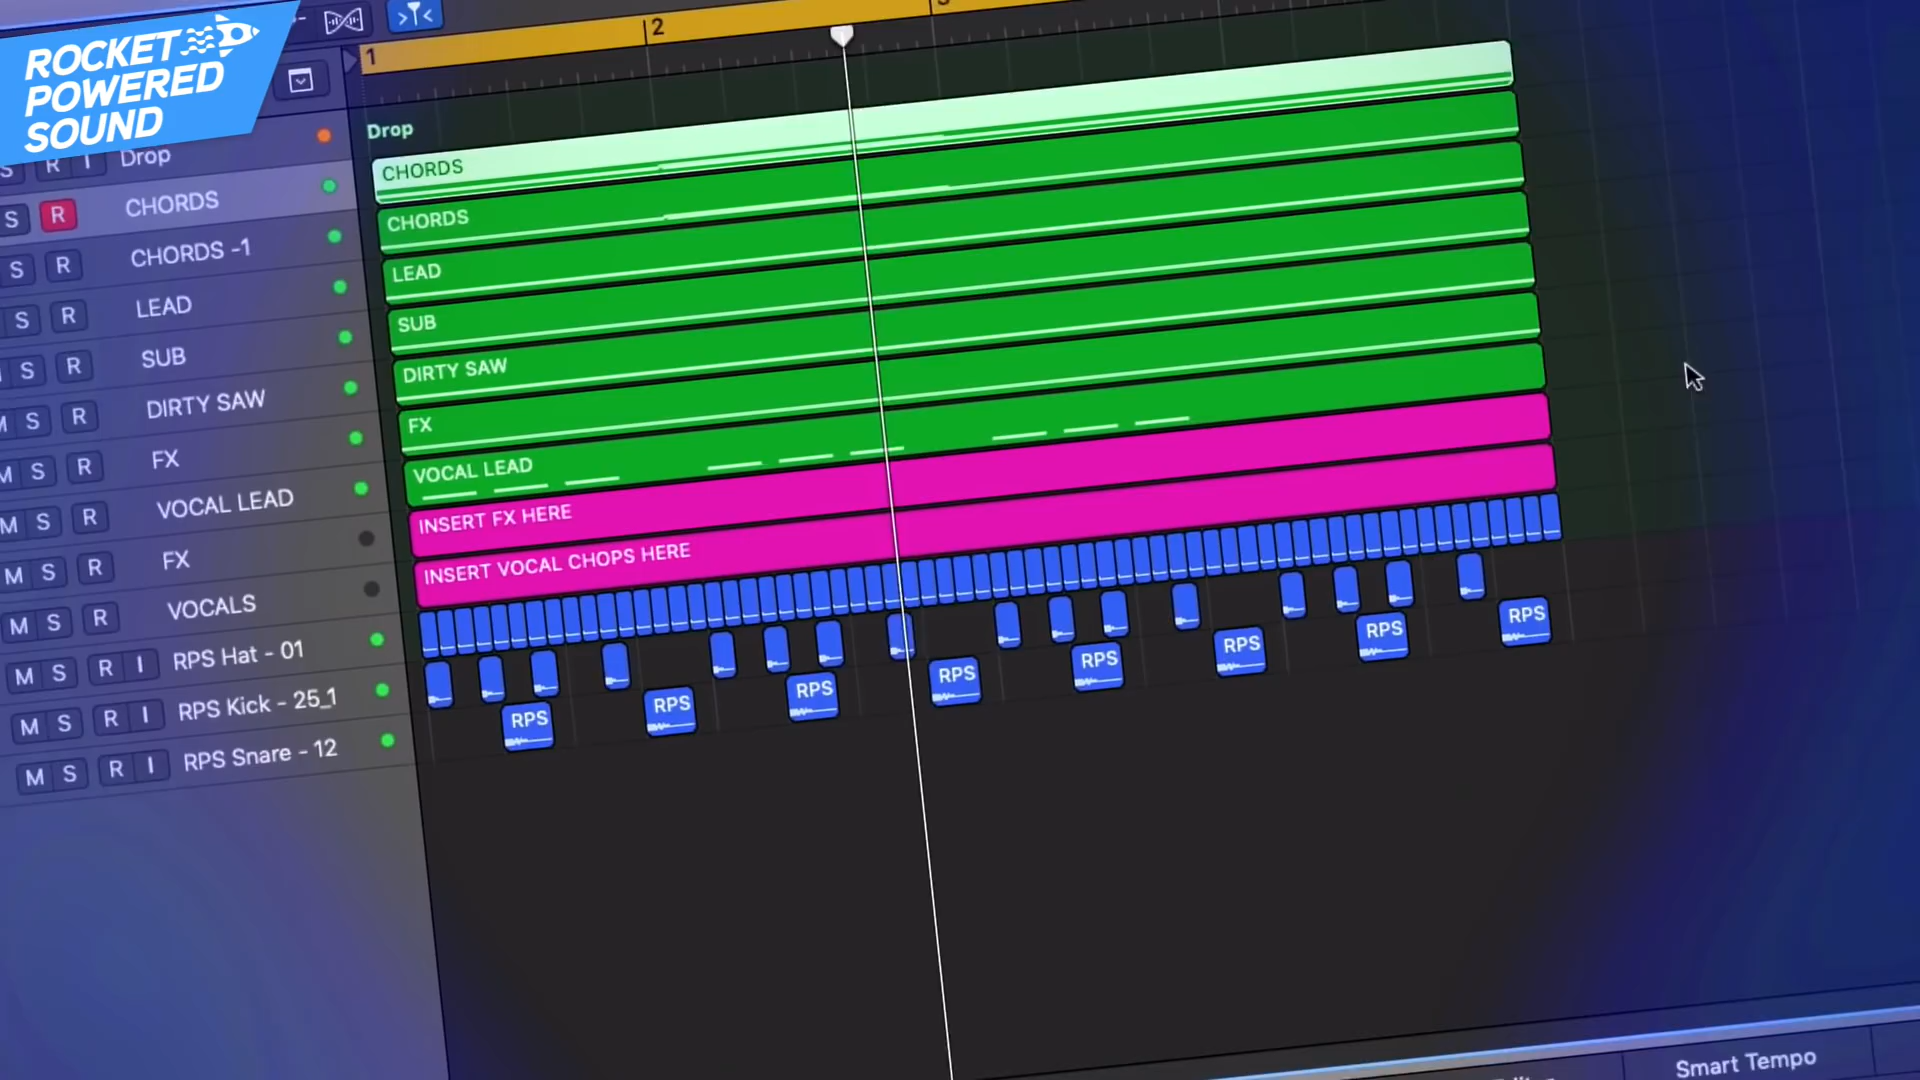 ROCKET
POWERED
SOUND
1
2
Drop
S R I Drop
S R CHORDS
S R CHORDS -1
S R LEAD
S R SUB
M S R DIRTY SAW
M S R FX
M S R VOCAL LEAD
M S R FX
M S R VOCALS
M S R I RPS Hat - 01
M S R I RPS Kick - 25_1
M S R I RPS Snare - 12
CHORDS
CHORDS
LEAD
SUB
DIRTY SAW
FX
VOCAL LEAD
INSERT FX HERE
INSERT VOCAL CHOPS HERE
RPS RPS RPS RPS RPS RPS RPS RPS
Smart Tempo